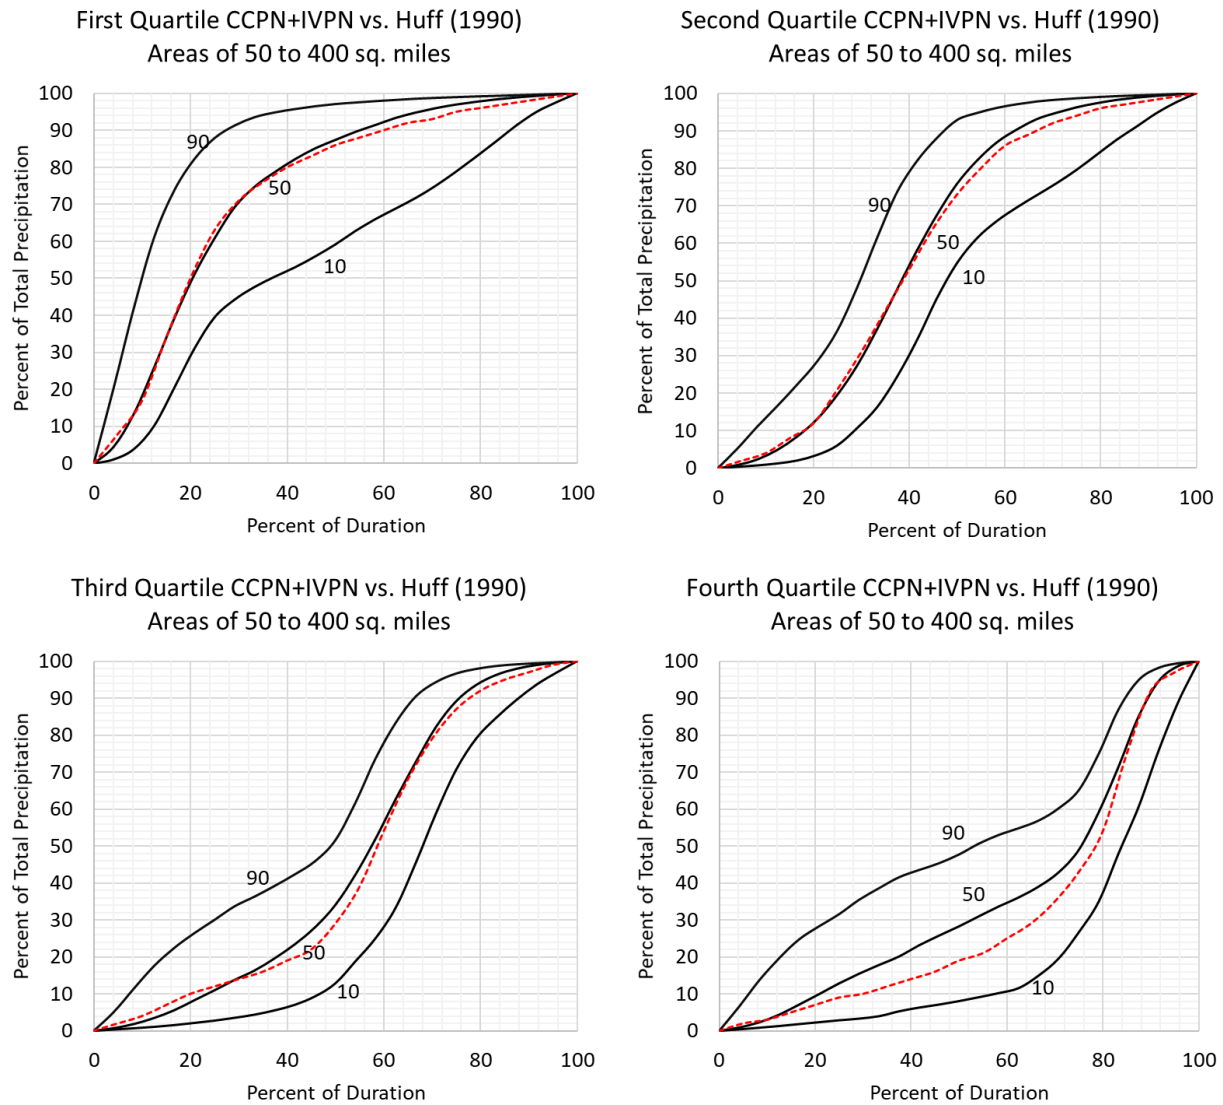 First Quartile CCPN+IVPN vs. Huff (1990)
Areas of 50 to 400 sq. miles
Percent of Total Precipitation
100
90
80
70
60
50
40
30
20
10
0
90
50
10
0 20 40 60 80 100
Percent of Duration
Second Quartile CCPN+IVPN vs. Huff (1990)
Areas of 50 to 400 sq. miles
Percent of Total Precipitation
100
90
80
70
60
50
40
30
20
10
0
90
50
10
0 20 40 60 80 100
Percent of Duration
Third Quartile CCPN+IVPN vs. Huff (1990)
Areas of 50 to 400 sq. miles
Percent of Total Precipitation
100
90
80
70
60
50
40
30
20
10
0
90
50
10
0 20 40 60 80 100
Percent of Duration
Fourth Quartile CCPN+IVPN vs. Huff (1990)
Areas of 50 to 400 sq. miles
Percent of Total Precipitation
100
90
80
70
60
50
40
30
20
10
0
90
50
10
0 20 40 60 80 100
Percent of Duration